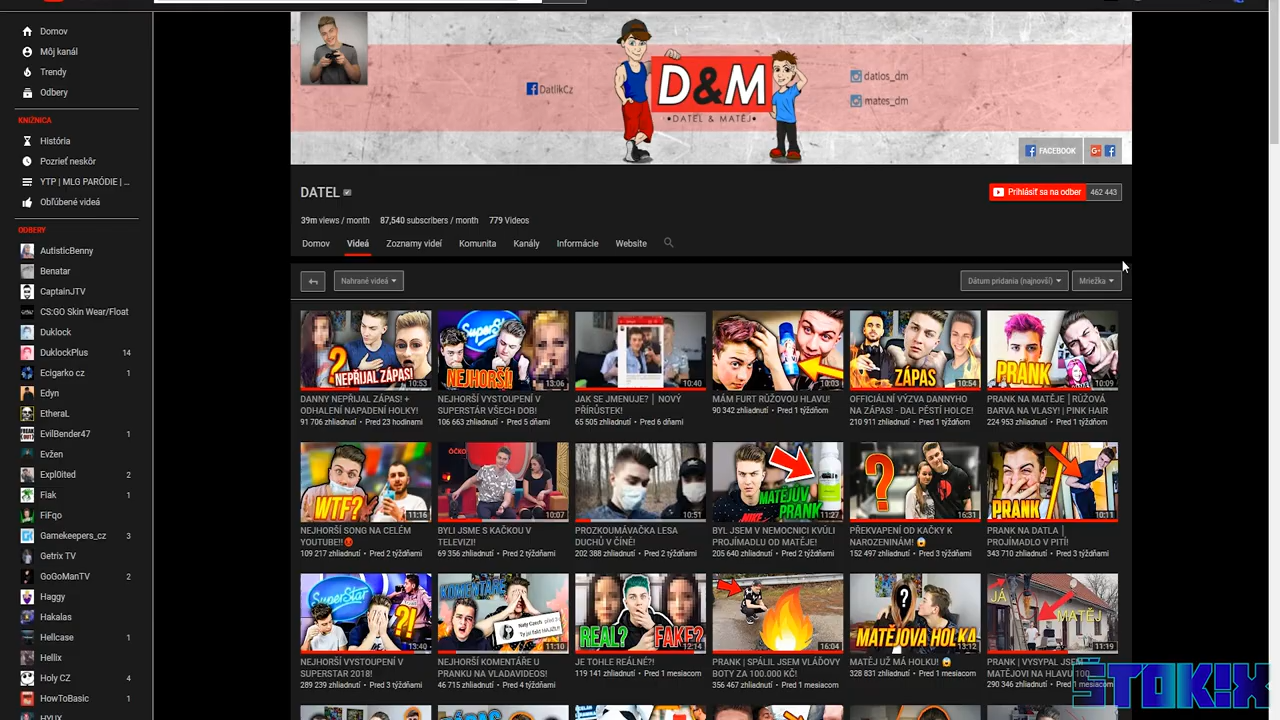 Domov
Môj kanál
Trendy
Odbery
KNIŽNICA
História
Pozrieť neskôr
YTP | MLG PARÓDIE | ...
Obľúbené videá
ODBERY
AutisticBenny
Benatar
CaptainJTV
CS:GO Skin Wear/Float
Duklock
DuklockPlus 14
Ecigarko cz 1
Edyn
EtheraL
EvilBender47 1
Evžen
Expl0ited 2
Flak 1
FiFqo
Gamekeepers_cz 1
Getrix TV
GoGoManTV 2
Haggy
Hakalas
Hellcase 1
Hellix
Holy CZ 4
HowToBasic 1
DatlikCz
D&M
•DATEL & MATĚJ•
datios_dm
mates_dm
FACEBOOK
DATEL
Prihlásiť sa na odber 462 443
39m views / month 87,540 subscribers / month 779 Videos
Domov Videá Zoznamy videí Komunita Kanály Informácie Website
Nahrané videá
Dátum pridania (najnovší) Mriežka
2 NEPŘIJAL ZÁPAS! 10:53
SUPERSTAR NEJHORŠÍ! 13:06
10:40
10:03
ZÁPAS 10:54
PRANK 10:09
DANNY NEPŘIJAL ZÁPAS! +
ODHALENÍ NAPADENÍ HOLKY!
91 706 zhliadnutí • Pred 23 hodinami
NEJHORŠÍ VYSTOUPENÍ V
SUPERSTÁR VŠECH DOB!
106 663 zhliadnutí • Pred 5 dňami
JAK SE JMENUJE? | NOVÝ
PŘÍRŮSTEK!
65 505 zhliadnutí • Pred 6 dňami
MÁM FURT RŮŽOVOU HLAVU!
90 342 zhliadnutí • Pred 1 týždňom
OFFICIÁLNÍ VÝZVA DANNYHO
NA ZÁPAS! - DAL PĚSTÍ HOLCE!
210 911 zhliadnutí • Pred 1 týždňom
PRANK NA MATĚJE | RŮŽOVÁ
BARVA NA VLASY! | PINK HAIR
224 953 zhliadnutí • Pred 1 týždňom
WTF? 11:16
ÓČKO 10:07
10:51
MATĚJŮV PRANK 11:27
? 16:31
PRANK 10:11
NEJHORŠÍ SONG NA CELÉM
YOUTUBE!!
109 217 zhliadnutí • Pred 2 týždňami
BYLI JSME S KAČKOU V
TELEVIZI!
69 356 zhliadnutí • Pred 2 týždňami
PROZKOUMÁVAČKA LESA
DUCHŮ V ČÍNĚ!
202 388 zhliadnutí • Pred 2 týždňami
BYL JSEM V NEMOCNICI KVŮLI
PROJÍMADLU OD MATĚJE!
205 640 zhliadnutí • Pred 2 týždňami
PŘEKVAPENÍ OD KAČKY K
NAROZENINÁM! 😱
152 497 zhliadnutí • Pred 3 týždňami
PRANK NA DATLA |
PROJÍMADLO V PITÍ!
343 710 zhliadnutí • Pred 3 týždňami
SUPERSTAR ?! 13:40
KOMENTÁŘE 11:10
REAL? FAKE? 12:14
16:04
? MATĚJOVA HOLKA 13:12
JÁ MATĚJ 11:19
NEJHORŠÍ VYSTOUPENÍ V
SUPERSTAR 2018!
289 239 zhliadnutí • Pred 3 týždňami
NEJHORŠÍ KOMENTÁŘE U
PRANKU NA VLADAVIDEAS!
46 715 zhliadnutí • Pred 4 týždňami
JE TOHLE REÁLNÉ?!
119 141 zhliadnutí • Pred 1 mesiacom
PRANK | SPÁLIL JSEM VLÁĎOVY
BOTY ZA 100.000 KČ!
356 467 zhliadnutí • Pred 1 mesiacom
MATĚJ UŽ MÁ HOLKU! 😱
328 831 zhliadnutí • Pred 1 mesiacom
PRANK | VYSYPAL JSEM
MATĚJOVI NA HLAVU 100
290 346 zhliadnutí • Pred 1 mesiacom
STOKIX